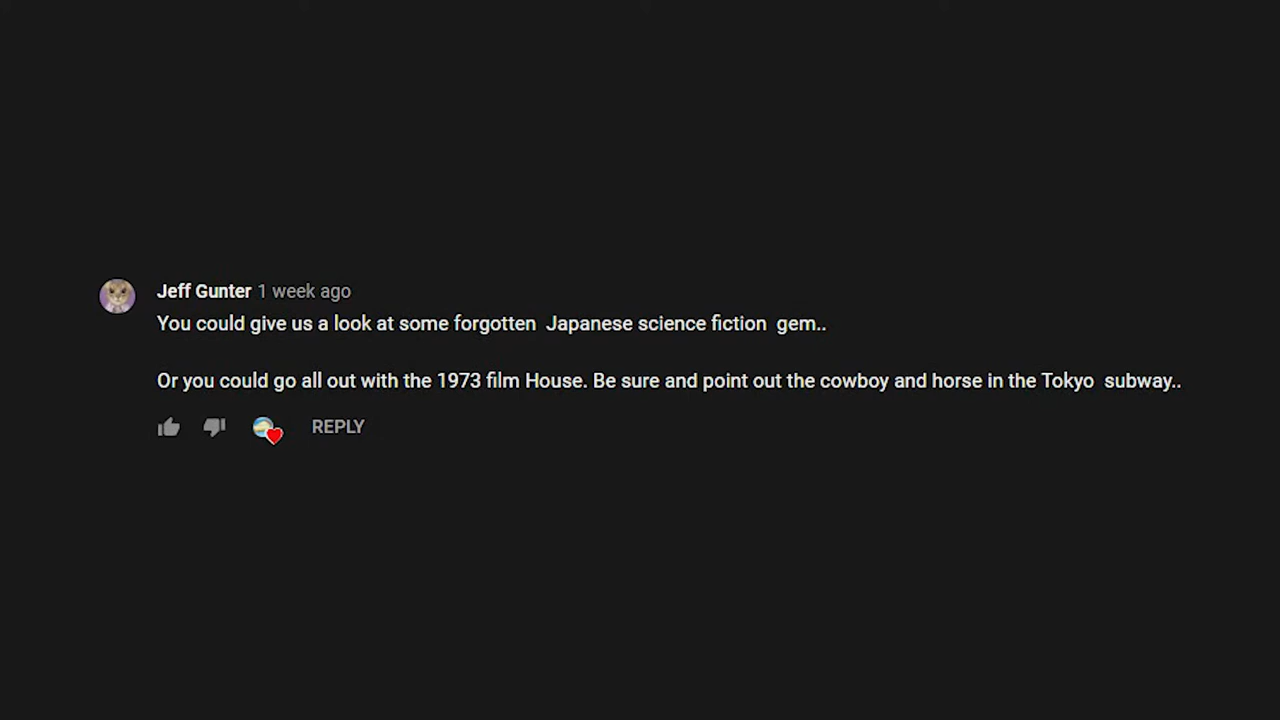 Jeff Gunter 1 week ago
You could give us a look at some forgotten  Japanese science fiction  gem..
Or you could go all out with the 1973 film House. Be sure and point out the cowboy and horse in the Tokyo  subway..
REPLY